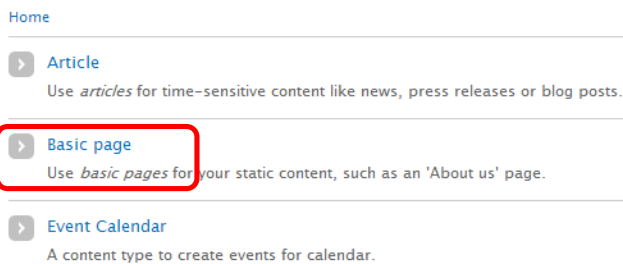 Home
Article
Use articles for time-sensitive content like news, press releases or blog posts.
Basic page
Use basic pages for your static content, such as an 'About us' page.
Event Calendar
A content type to create events for calendar.